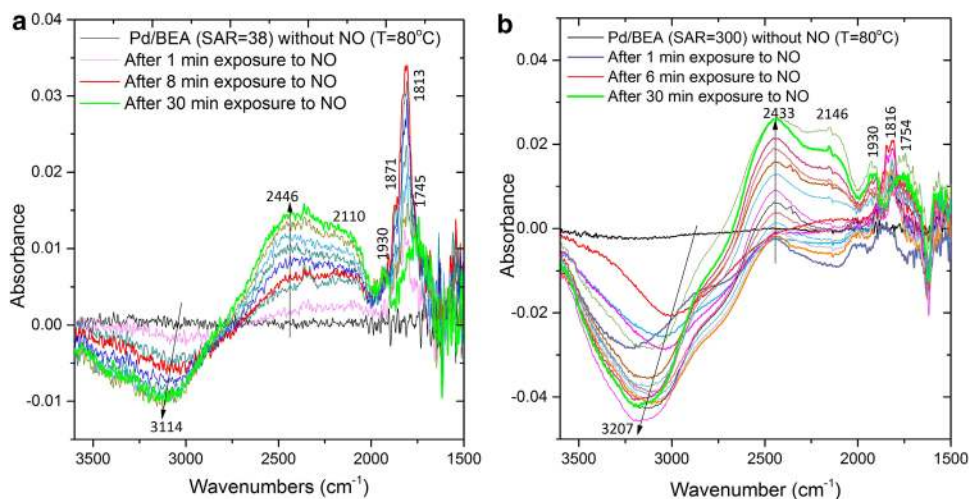 a
Pd/BEA (SAR=38) without NO (T=80°C)
After 1 min exposure to NO
After 8 min exposure to NO
After 30 min exposure to NO
1813
1871
1745
1930
2446
2110
3114
0.04
0.03
0.02
0.01
0.00
-0.01
Absorbance
3500 3000 2500 2000 1500
Wavenumbers (cm-1)
b
Pd/BEA (SAR=300) without NO (T=80°C)
After 1 min exposure to NO
After 6 min exposure to NO
After 30 min exposure to NO
2433
2146
1930
1816
1754
3207
0.04
0.02
0.00
-0.02
-0.04
Absorbance
3500 3000 2500 2000 1500
Wavenumber (cm-1)